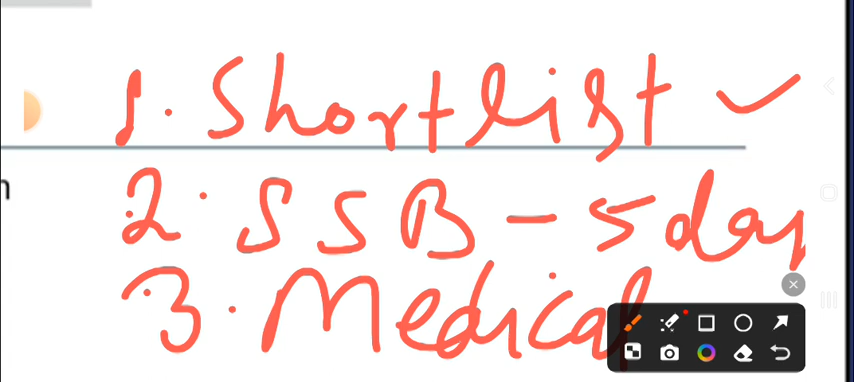 1. Shortlist ✓
n
2. SSB - 5 day
3. Medical